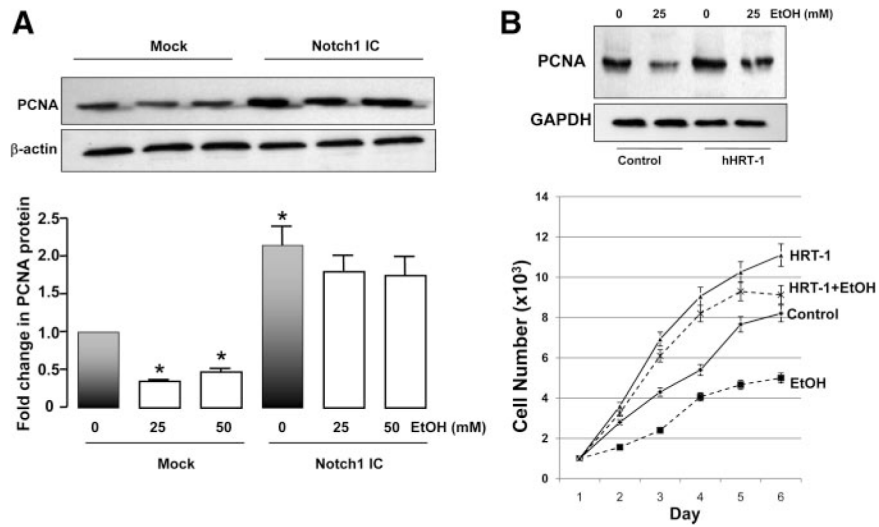 A
Mock Notch1 IC
PCNA
β-actin
Fold change in PCNA protein
2.5
2.0
1.5
1.0
0.5
0
* * *
0 25 50 0 25 50 EtOH (mM)
Mock Notch1 IC
B
0 25 0 25 EtOH (mM)
PCNA
GAPDH
Control hHRT-1
Cell Number (x10³)
14
12
10
8
6
4
2
0
HRT-1
HRT-1+EtOH
Control
EtOH
1 2 3 4 5 6
Day